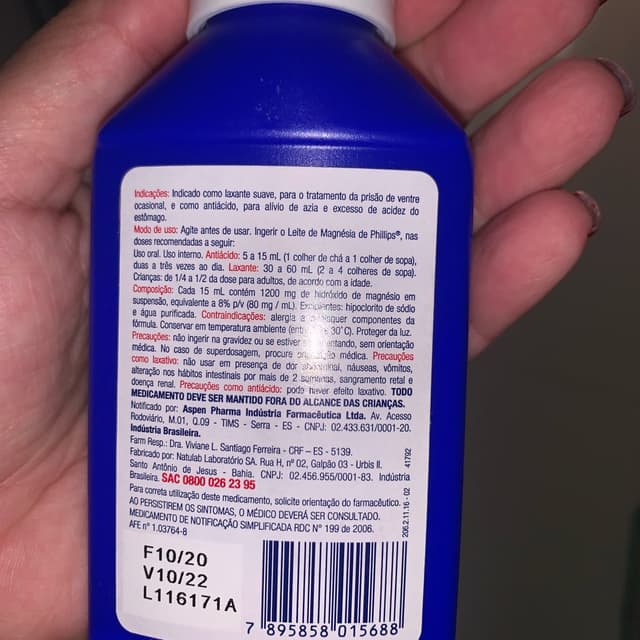 Indicações: Indicado como laxante suave, para o tratamento da prisão de ventre
ocasional, e como antiácido, para alívio de azia e excesso de acidez do
estômago.
Modo de uso: Agite antes de usar. Ingerir o Leite de Magnésia de Phillips®, nas
doses recomendadas a seguir:
Uso oral. Uso interno. Antiácido: 5 a 15 mL (1 colher de chá a 1 colher de sopa),
duas a três vezes ao dia. Laxante: 30 a 60 mL (2 a 4 colheres de sopa).
Crianças: de 1/4 a 1/2 da dose para adultos, de acordo com a idade.
Composição: Cada 15 mL contém 1200 mg de hidróxido de magnésio em
suspensão, equivalente a 8% p/v (80 mg / mL). Excipientes: hipoclorito de sódio
e água purificada. Contraindicações: alergia a componentes da
fórmula. Conservar em temperatura ambiente 30°C). Proteger da luz.
Precauções: não ingerir na gravidez ou se estiver sem orientação
médica. No caso de superdosagem, procure médica. Precauções
como laxativo: não usar em presença de dor náuseas, vômitos,
alteração nos hábitos intestinais por mais de 2 semanas, sangramento retal e
doença renal. Precauções como antiácido: pode haver efeito laxativo. TODO
MEDICAMENTO DEVE SER MANTIDO FORA DO ALCANCE DAS CRIANÇAS.
Notificado por: Aspen Pharma Indústria Farmacêutica Ltda. Av. Acesso
Rodoviário, M.01, Q.09 - TIMS - Serra - ES - CNPJ: 02.433.631/0001-20.
Indústria Brasileira.
Farm Resp.: Dra. Viviane L. Santiago Ferreira - CRF – ES - 5139.
Fabricado por: Natulab Laboratório SA. Rua H, nº 02, Galpão 03 - Urbis II.
Santo Antônio de Jesus - Bahia. CNPJ: 02.456.955/0001-83. Indústria
Brasileira. SAC 0800 026 23 95
Para correta utilização deste medicamento, solicite orientação do farmacêutico.
AO PERSISTIREM OS SINTOMAS, O MÉDICO DEVERÁ SER CONSULTADO.
MEDICAMENTO DE NOTIFICAÇÃO SIMPLIFICADA RDC N° 199 de 2006.
AFE n° 1.03764-8
206.2.11.16 - 02 41792
F10/20
V10/22
L116171A
7 895858 015688